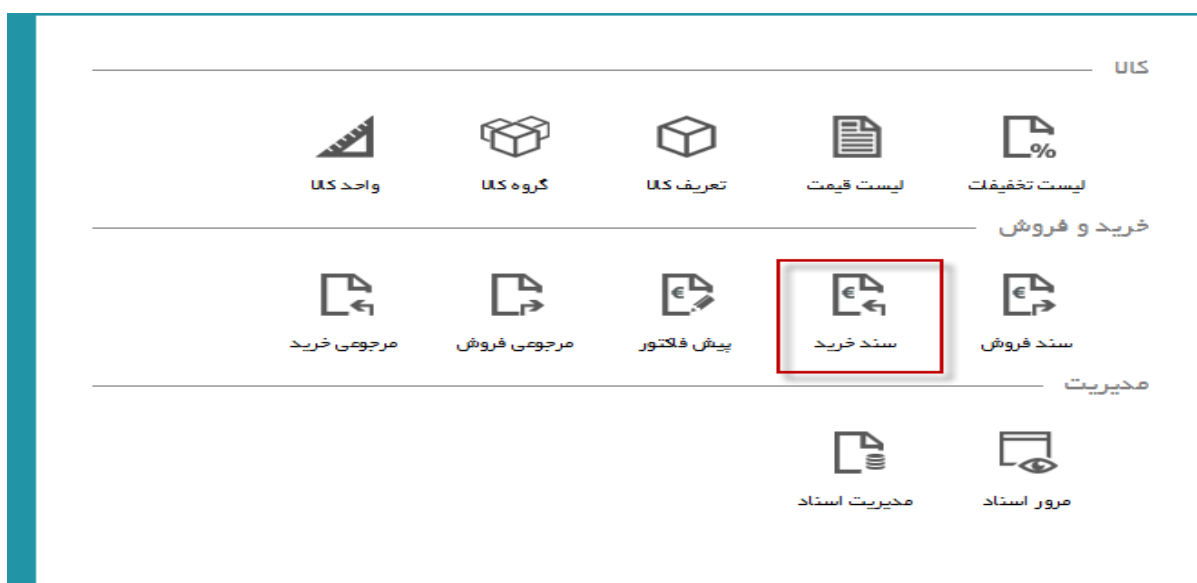 کالا
لیست تخفیفات
لیست قیمت
تعریف کالا
گروه کالا
واحد کالا
خرید و فروش
سند فروش
سند خرید
پیش فاکتور
مرجوعی فروش
مرجوعی خرید
مدیریت
مرور اسناد
مدیریت اسناد